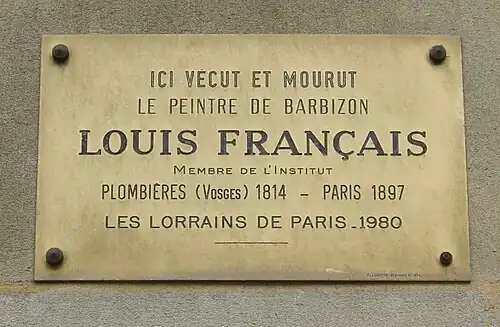 ICI VÉCUT ET MOURUT
LE PEINTRE DE BARBIZON
LOUIS FRANÇAIS
MEMBRE DE L'INSTITUT
PLOMBIÈRES (VOSGES) 1814 – PARIS 1897
LES LORRAINS DE PARIS - 1980